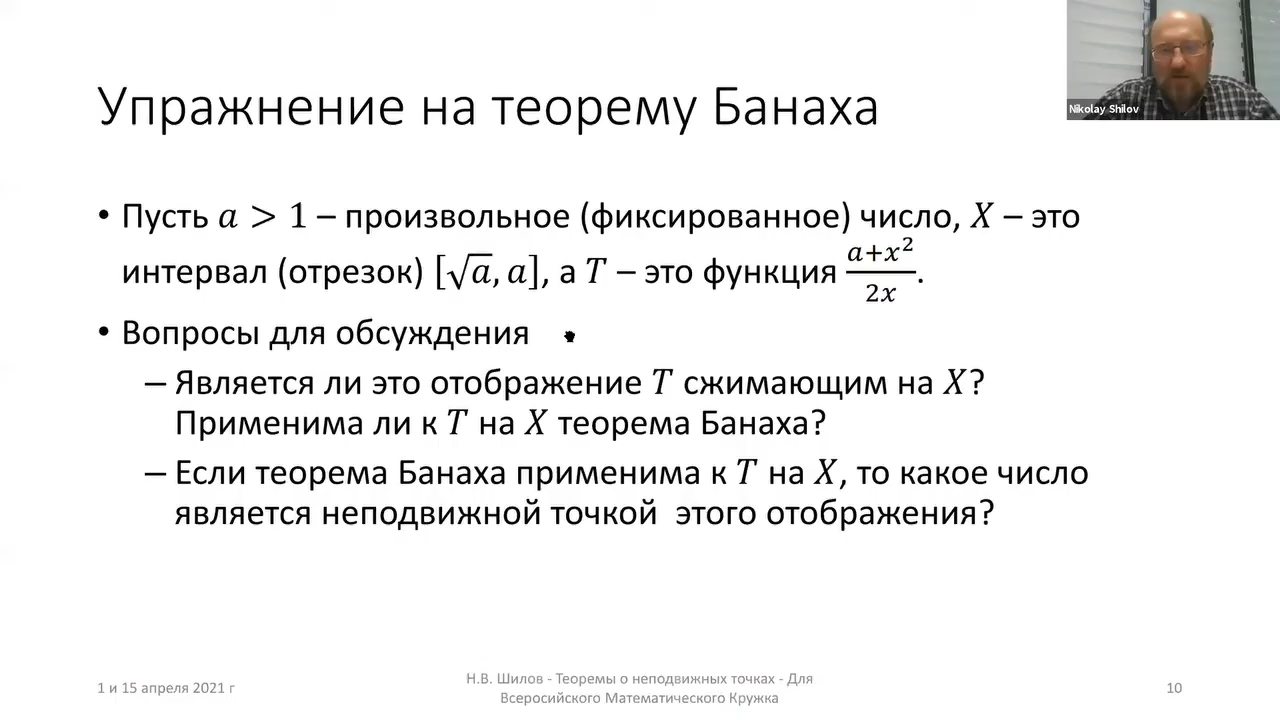 Nikolay Shilov
Упражнение на теорему Банаха
• Пусть a > 1 – произвольное (фиксированное) число, X – это
интервал (отрезок) [√a, a], а T – это функция (a+x²)/(2x).
• Вопросы для обсуждения
– Является ли это отображение T сжимающим на X?
Применима ли к T на X теорема Банаха?
– Если теорема Банаха применима к T на X, то какое число
является неподвижной точкой этого отображения?
1 и 15 апреля 2021 г
Н.В. Шилов - Теоремы о неподвижных точках - Для
Всеросийского Математического Кружка
10